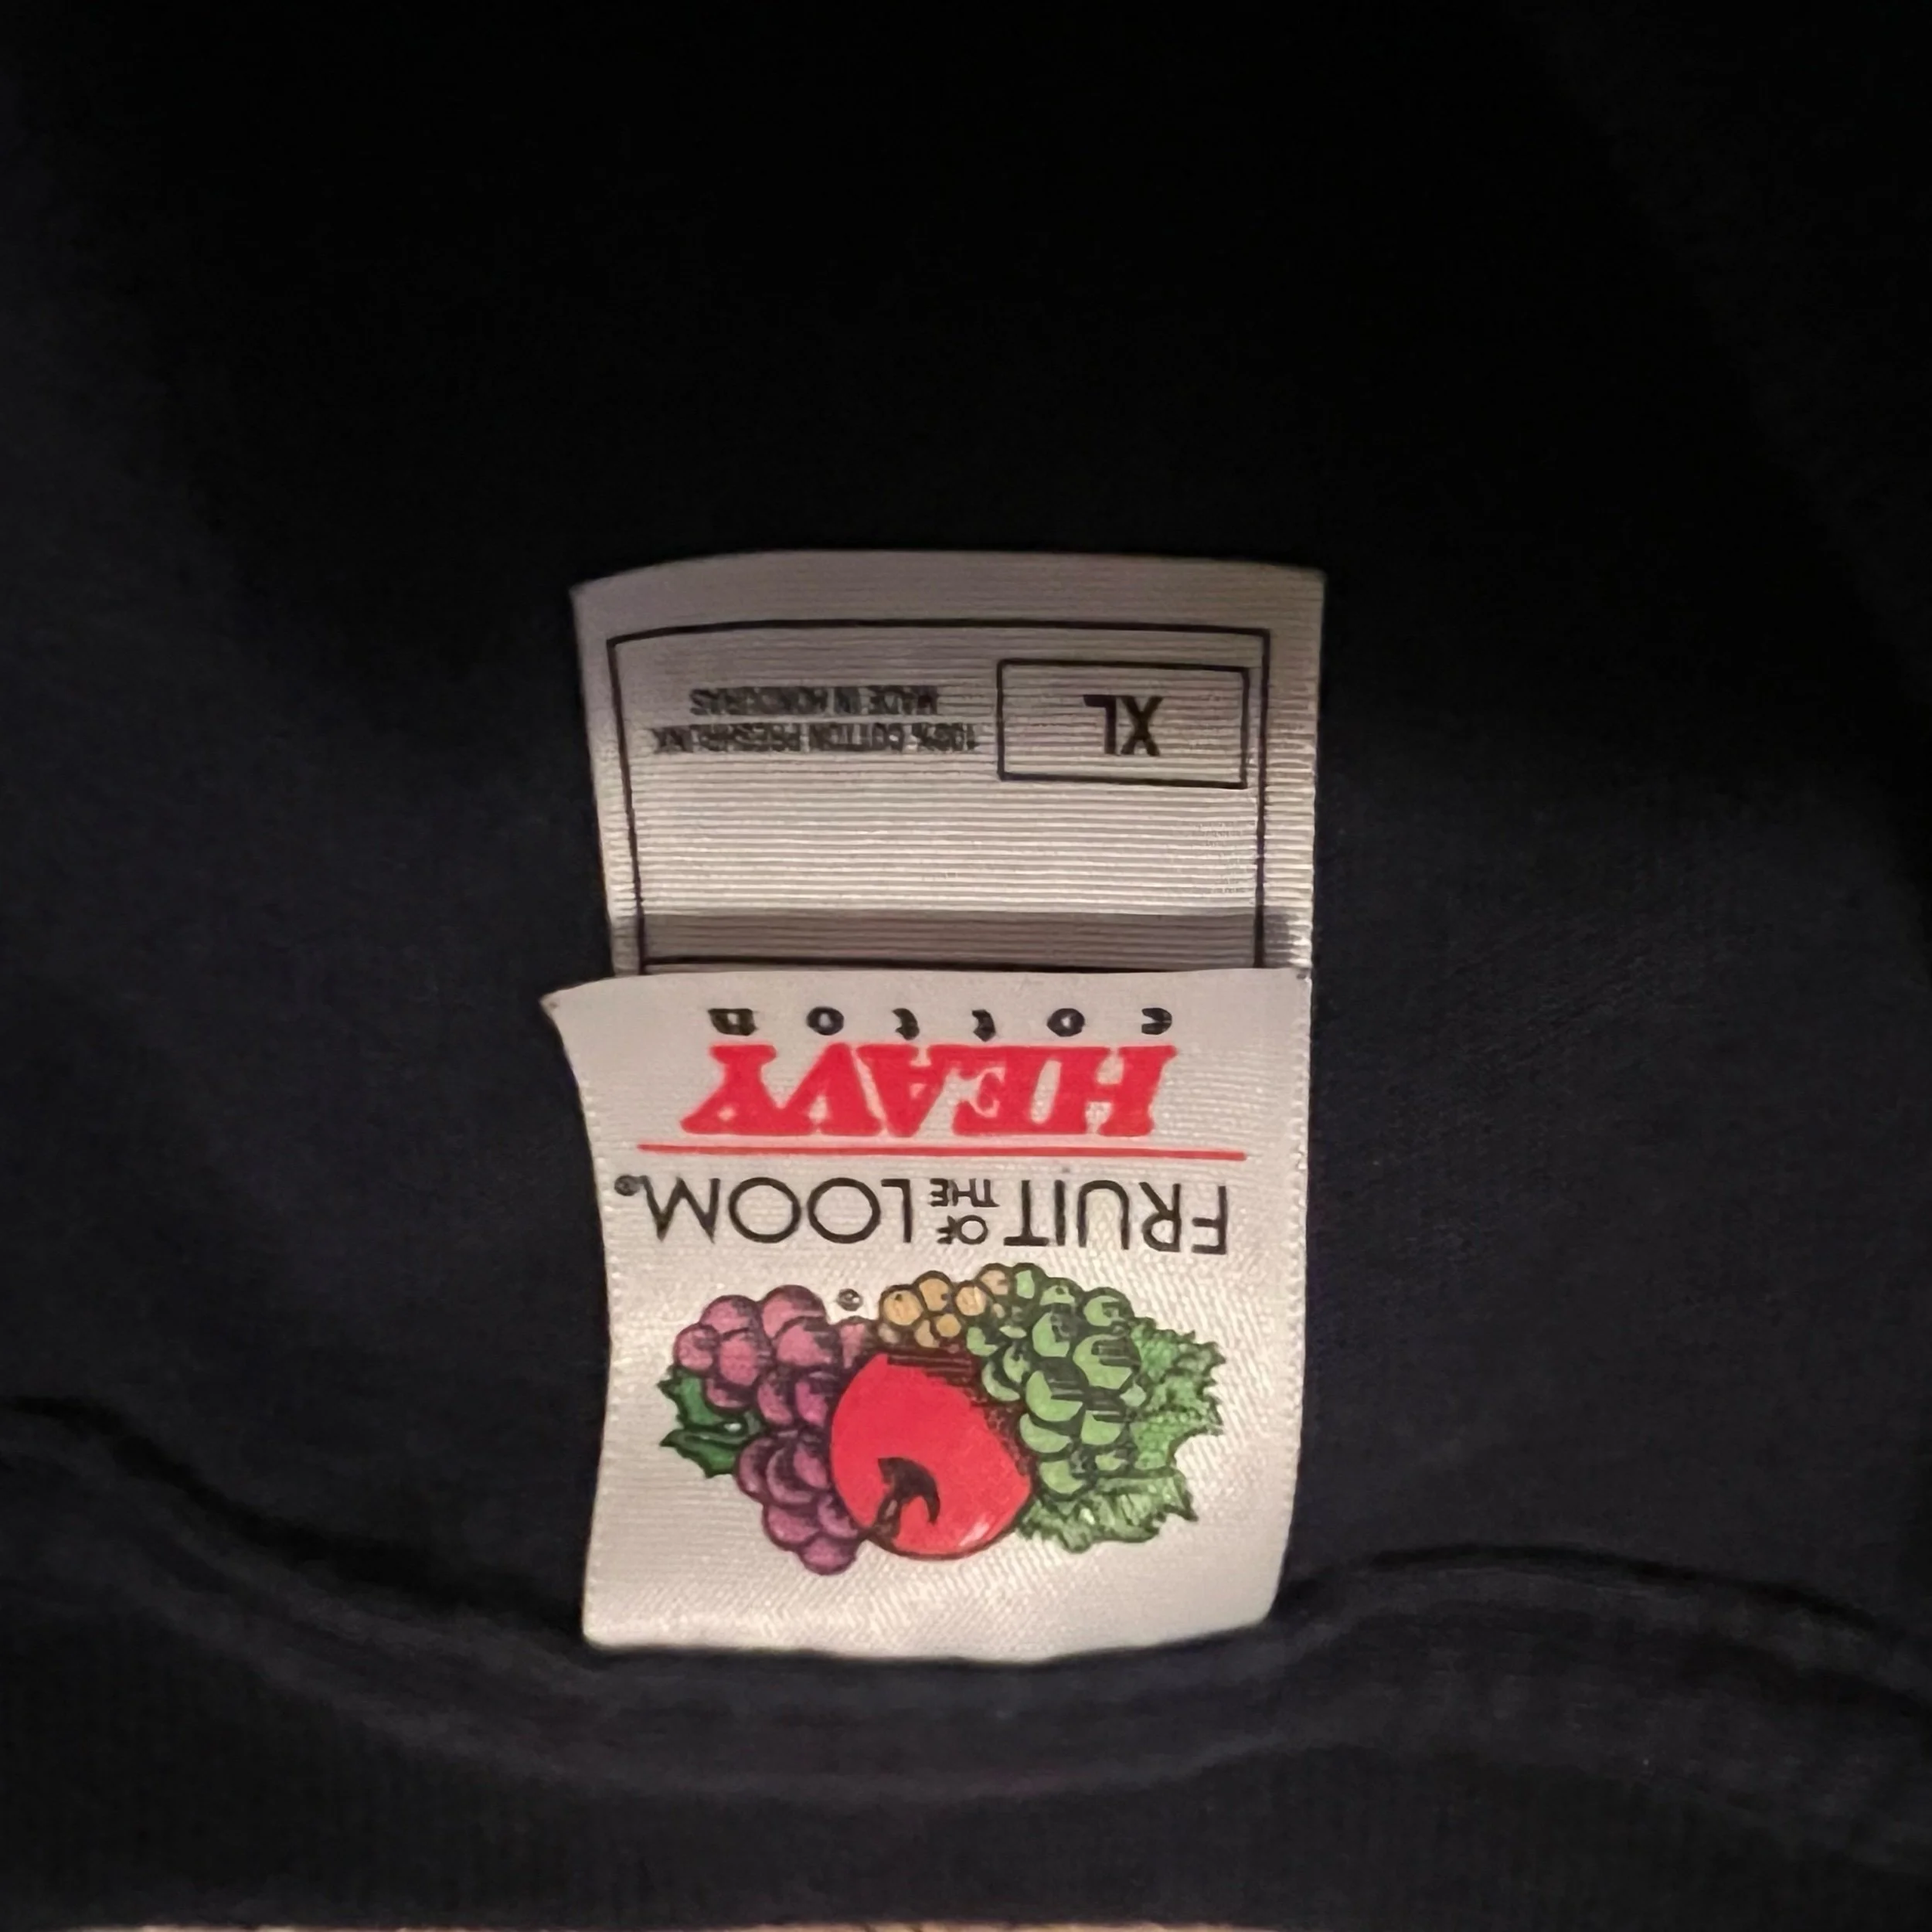 FRUIT OF THE LOOM®
HEAVY
cotton
XL
100% COTTON PRESHRUNK
MADE IN HONDURAS